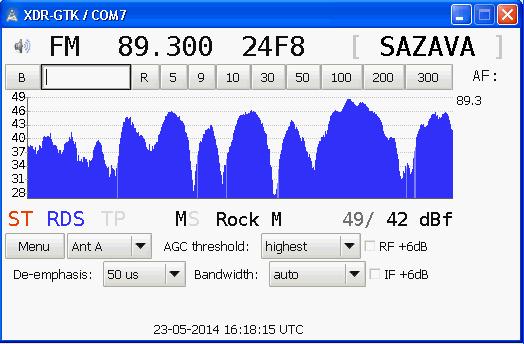 XDR-GTK / COM7
FM 89.300 24F8 [ SAZAVA ]
B R 5 9 10 30 50 100 200 300 AF:
49
46
43
40
37
34
31
28
89.3
ST RDS TP MS Rock M 49/ 42 dBf
Menu Ant A AGC threshold: highest RF +6dB
De-emphasis: 50 us Bandwidth: auto IF +6dB
23-05-2014 16:18:15 UTC